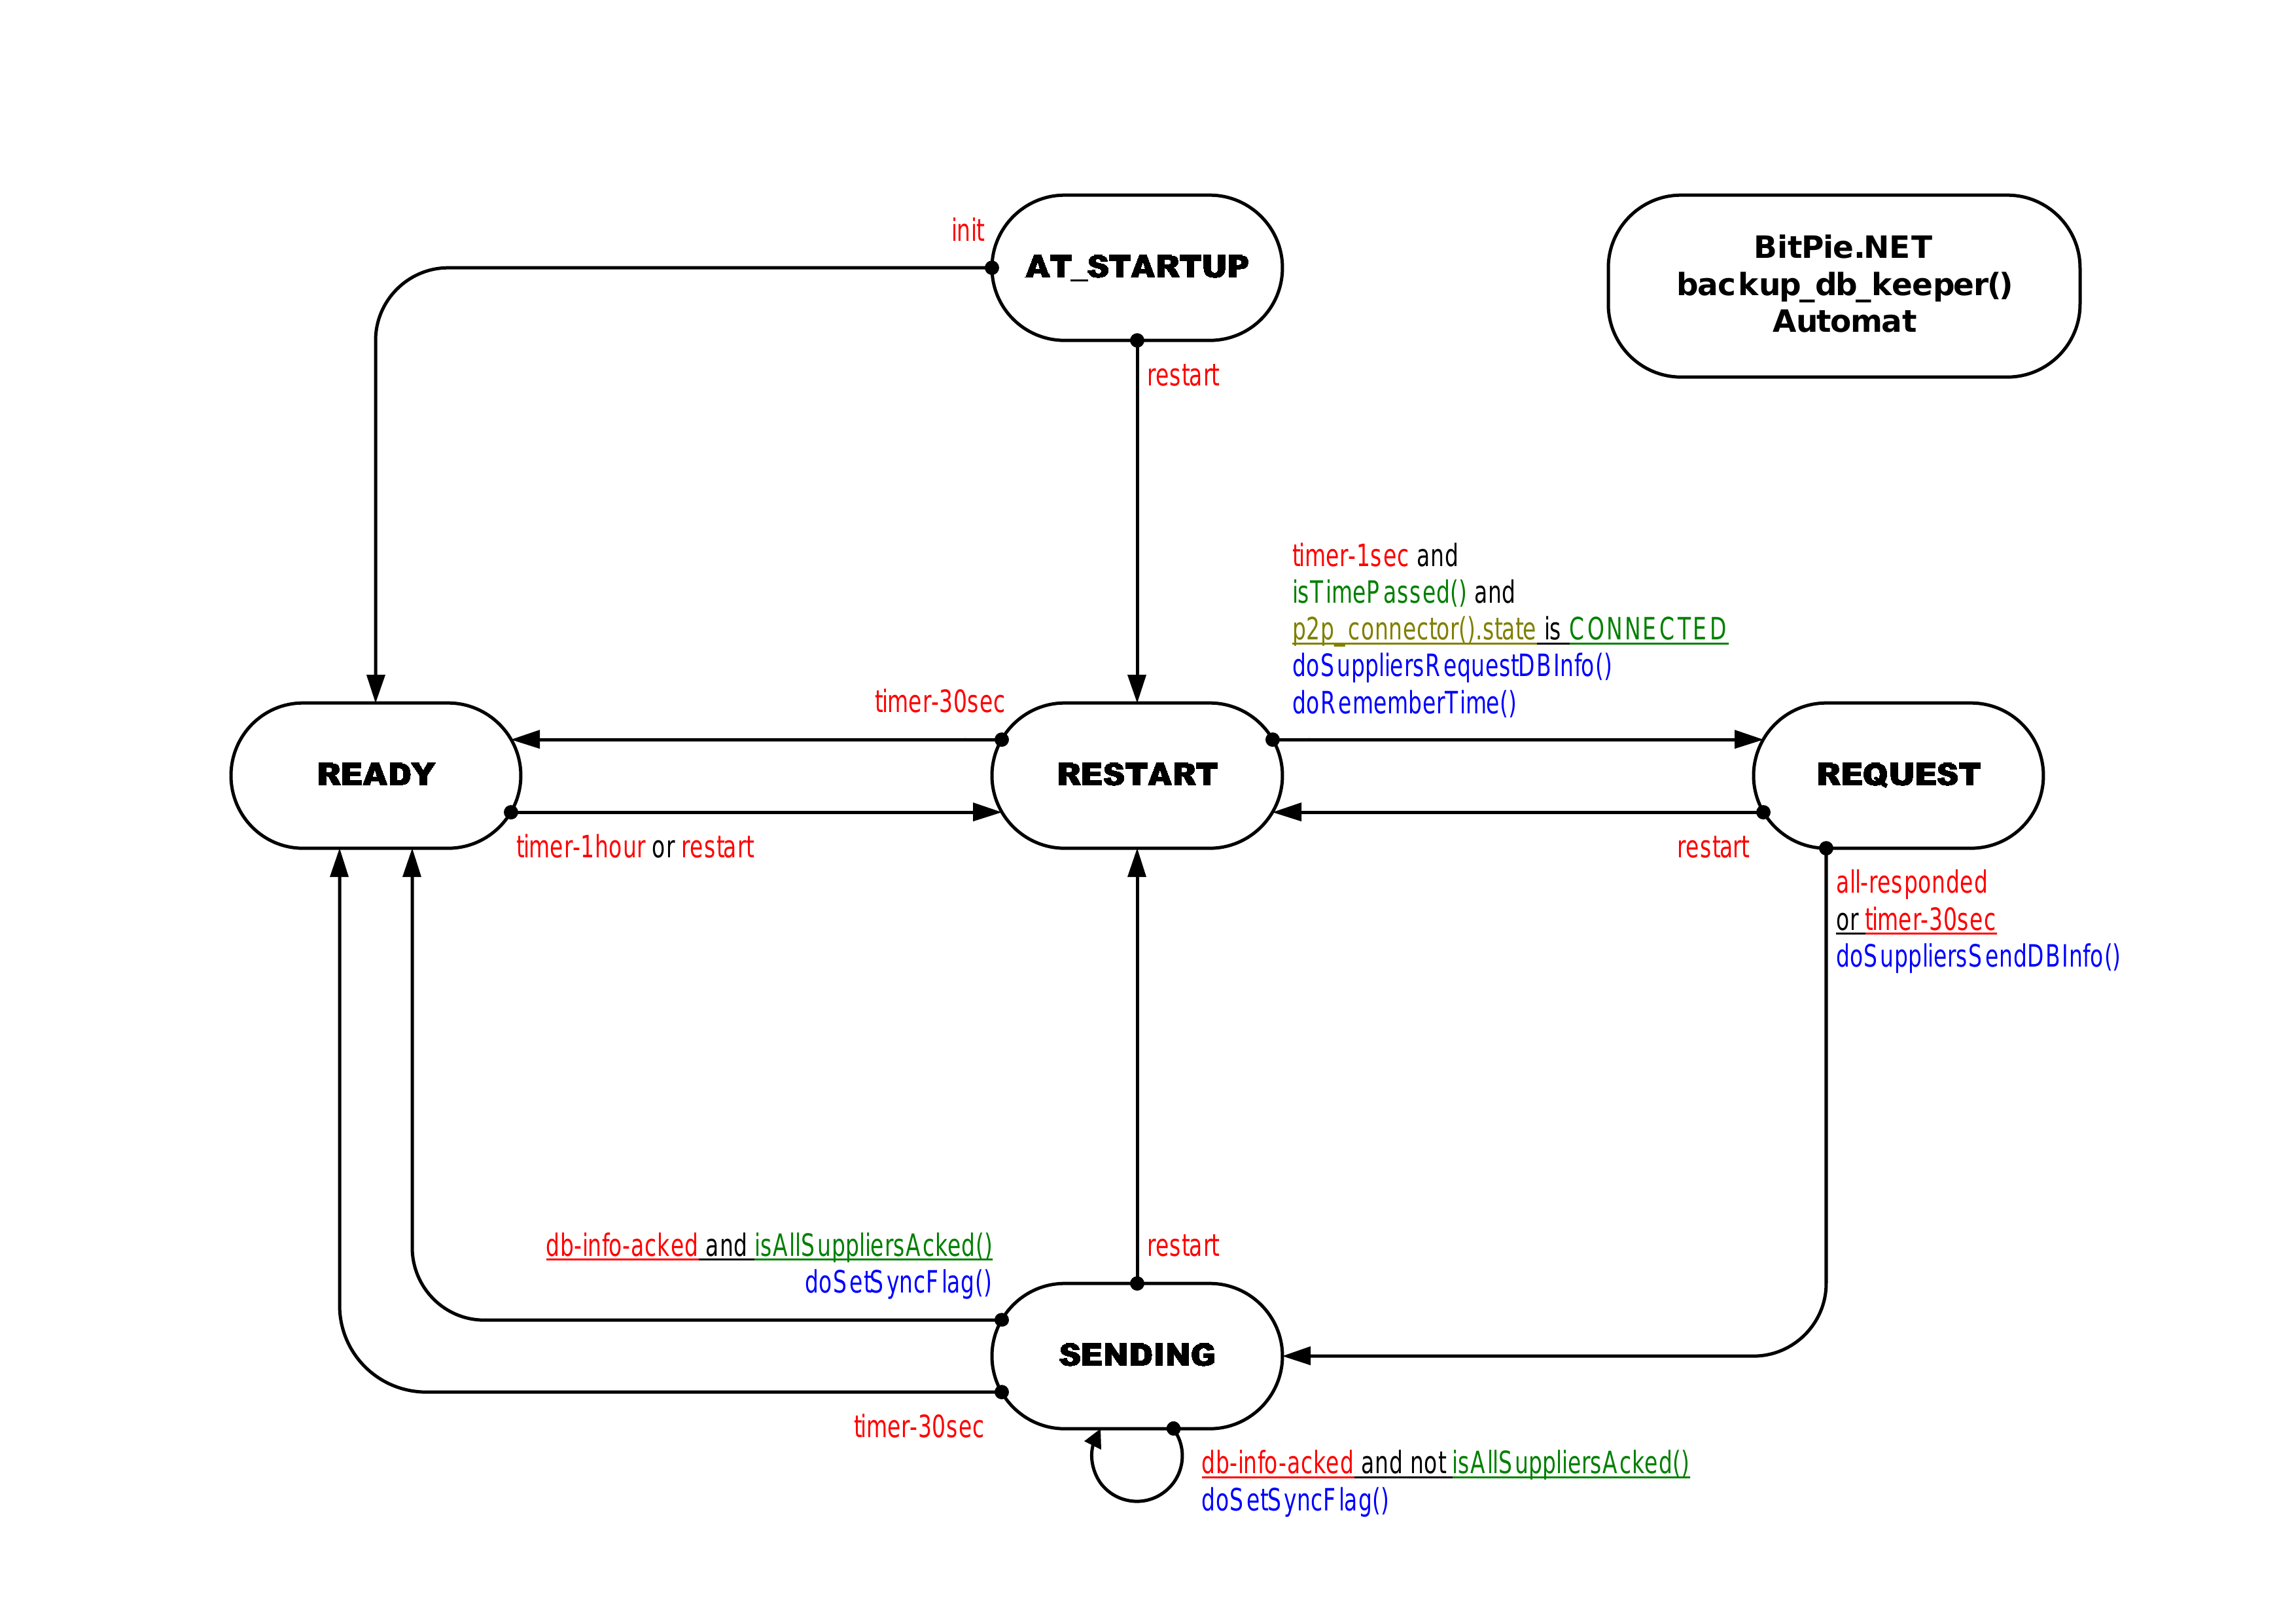 init
AT_STARTUP
BitPie.NET
backup_db_keeper()
Automat
restart
timer-1sec and
isTimePassed() and
p2p_connector().state is CONNECTED
doSuppliersRequestDBInfo()
doRememberTime()
timer-30sec
READY
RESTART
REQUEST
timer-1hour or restart
restart
all-responded
or timer-30sec
doSuppliersSendDBInfo()
db-info-acked and isAllSuppliersAcked()
doSetSyncFlag()
restart
SENDING
timer-30sec
db-info-acked and not isAllSuppliersAcked()
doSetSyncFlag()